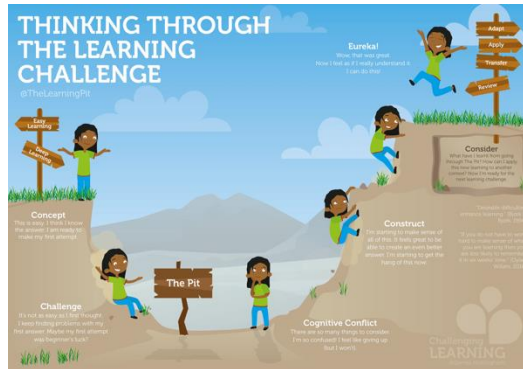 THINKING THROUGH
THE LEARNING
CHALLENGE
@TheLearningPit
Easy
Learning
Deep
Learning
Concept
This is easy. I think I know
the answer. I am ready to
make my first attempt.
Challenge
It's not as easy as I first thought.
I keep finding problems with my
first answer. Maybe my first attempt
was beginner's luck?
The Pit
Cognitive Conflict
There are so many things to consider.
I'm so confused! I feel like giving up
but I won't
Construct
I'm starting to make sense of
all of this. It feels great to be
able to create an even better
answer. I'm starting to get the
hang of this now!
Eureka!
Wow, that was great.
Now I feel as if I really understand it.
I can do this!
Adapt
Apply
Transfer
Review
Consider
What have I learnt from going
through The Pit? How can I apply
this new learning to another
context? Now I'm ready for the
next learning challenge.
Challenging
LEARNING